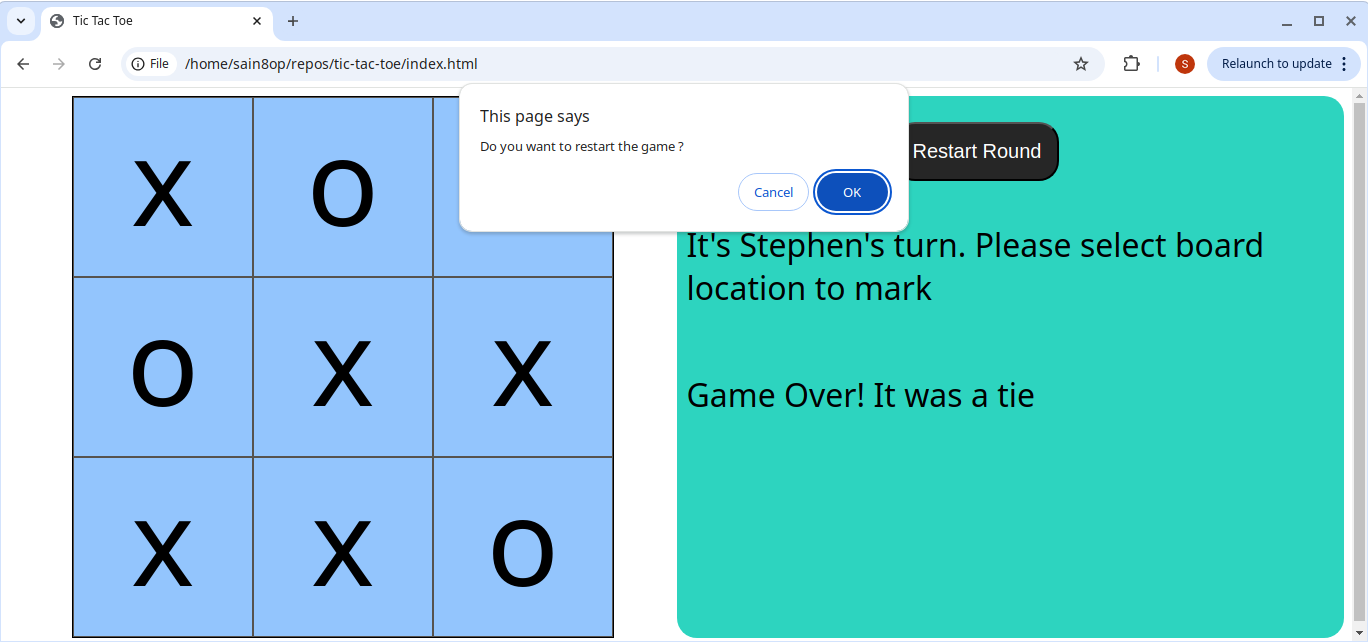 Tic Tac Toe
File
/home/sain8op/repos/tic-tac-toe/index.html
S
Relaunch to update
This page says
Do you want to restart the game ?
Cancel
OK
Restart Round
X O
O X X
X X O
It's Stephen's turn. Please select board
location to mark
Game Over! It was a tie